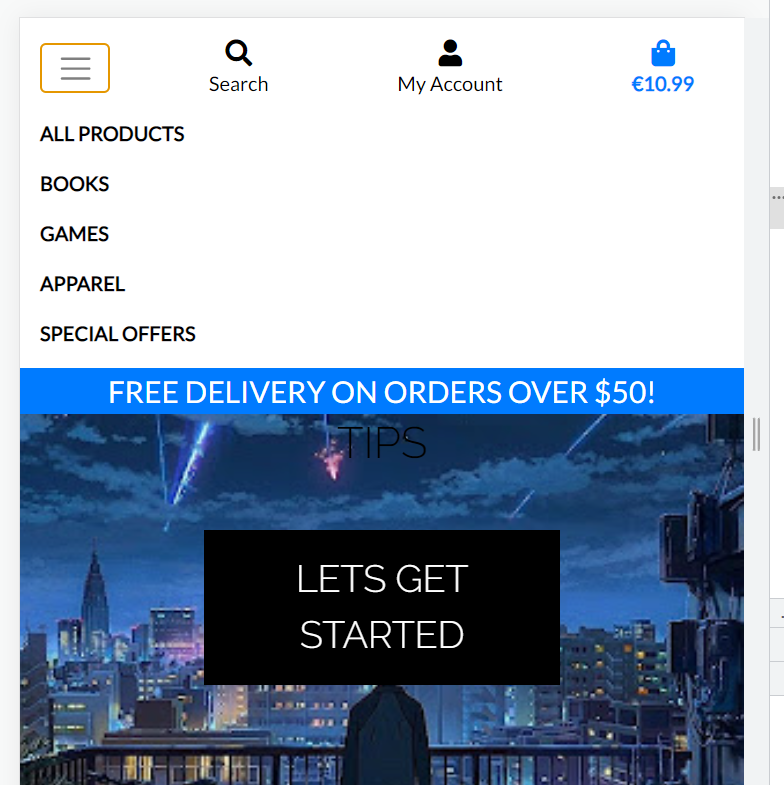 Search
My Account
€10.99
ALL PRODUCTS
BOOKS
GAMES
APPAREL
SPECIAL OFFERS
FREE DELIVERY ON ORDERS OVER $50!
TIPS
LETS GET
STARTED